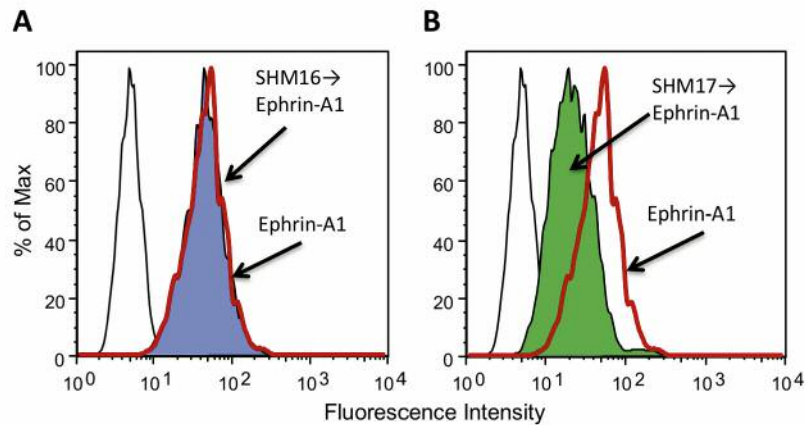 A
B
% of Max
100
80
60
40
20
0
SHM16→
Ephrin-A1
Ephrin-A1
10^0
10^1
10^2
10^3
10^4
100
80
60
40
20
0
SHM17→
Ephrin-A1
Ephrin-A1
10^0
10^1
10^2
10^3
10^4
Fluorescence Intensity